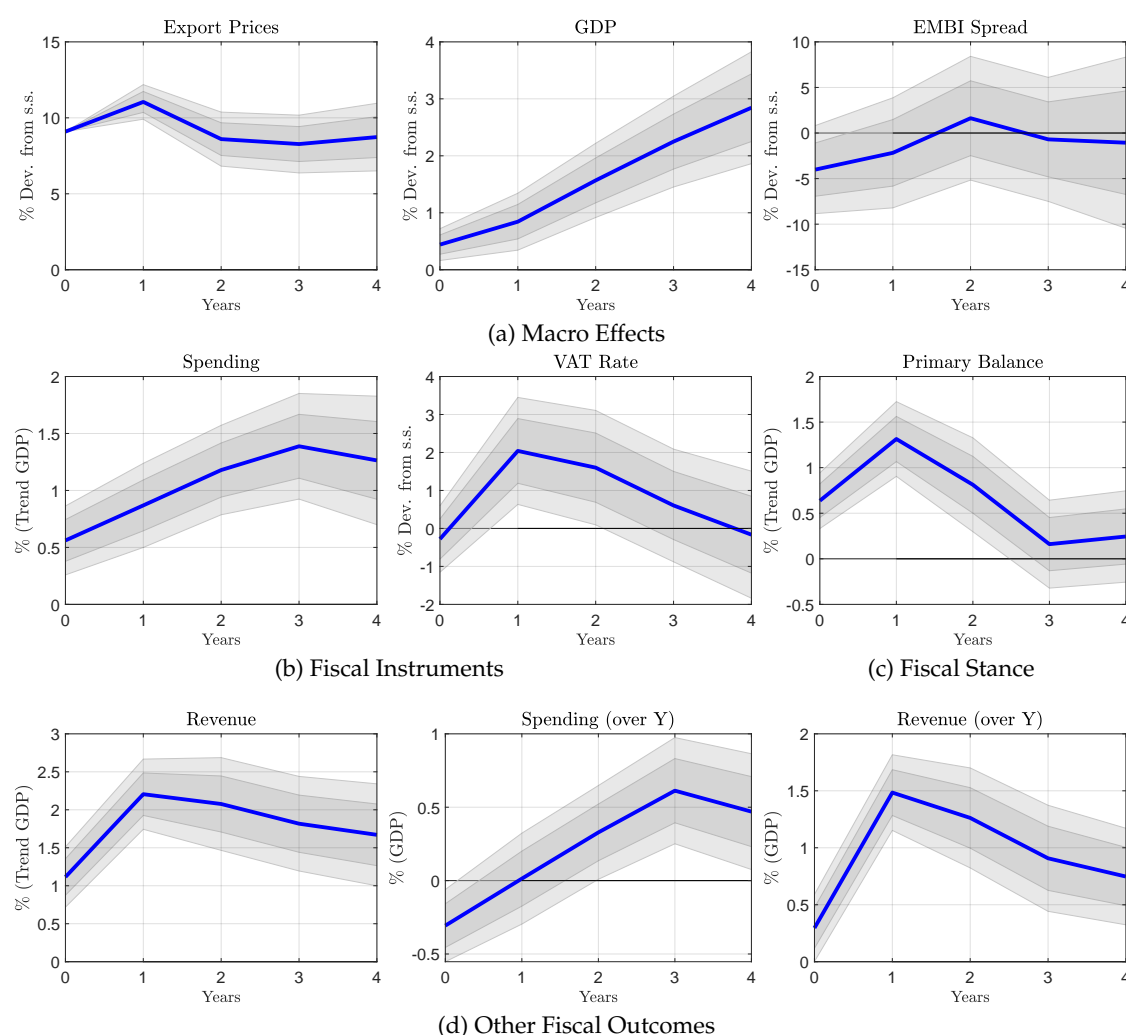 Export Prices GDP EMBI Spread
% Dev. from s.s. 15 10 5 0
0 1 2 3 4
Years
% Dev. from s.s. 4 3 2 1 0
0 1 2 3 4
Years
% Dev. from s.s. 10 5 0 -5 -10 -15
0 1 2 3 4
Years
(a) Macro Effects
Spending VAT Rate Primary Balance
% (Trend GDP) 2 1.5 1 0.5 0
0 1 2 3 4
Years
% Dev. from s.s. 4 3 2 1 0 -1 -2
0 1 2 3 4
Years
% (Trend GDP) 2 1.5 1 0.5 0 -0.5
0 1 2 3 4
Years
(b) Fiscal Instruments (c) Fiscal Stance
Revenue Spending (over Y) Revenue (over Y)
% (Trend GDP) 3 2.5 2 1.5 1 0.5 0
0 1 2 3 4
Years
% (GDP) 1 0.5 0 -0.5
0 1 2 3 4
Years
% (GDP) 2 1.5 1 0.5 0
0 1 2 3 4
Years
(d) Other Fiscal Outcomes